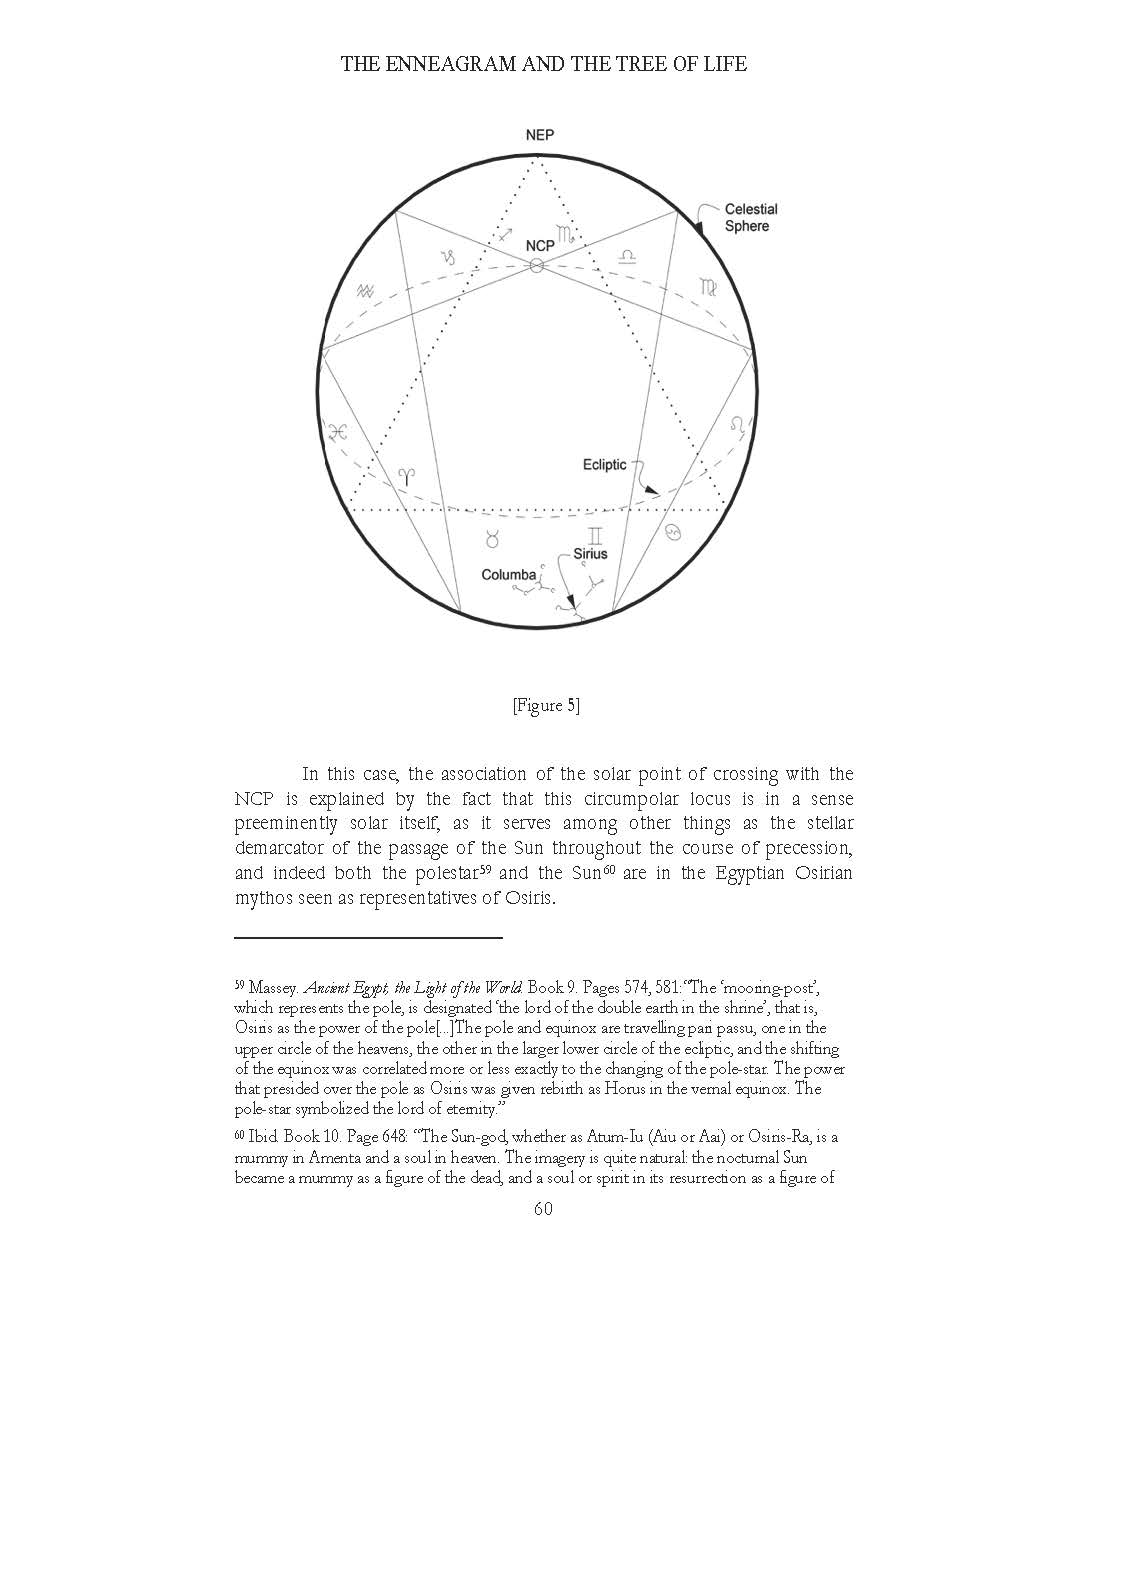 THE ENNEAGRAM AND THE TREE OF LIFE
NEP
Celestial
Sphere
♐
♏
NCP
♑
♎
♒
♍
♓
♌
Ecliptic
♈
♉
♊
♋
Sirius
Columba
[Figure 5]
In this case, the association of the solar point of crossing with the
NCP is explained by the fact that this circumpolar locus is in a sense
preeminently solar itself, as it serves among other things as the stellar
demarcator of the passage of the Sun throughout the course of precession,
and indeed both the polestar⁵⁹ and the Sun⁶⁰ are in the Egyptian Osirian
mythos seen as representatives of Osiris.
⁵⁹ Massey. Ancient Egypt, the Light of the World. Book 9. Pages 574, 581:“The ‘mooring-post’,
which represents the pole, is designated ‘the lord of the double earth in the shrine’, that is,
Osiris as the power of the pole[...]The pole and equinox are travelling pari passu, one in the
upper circle of the heavens, the other in the larger lower circle of the ecliptic, and the shifting
of the equinox was correlated more or less exactly to the changing of the pole-star. The power
that presided over the pole as Osiris was given rebirth as Horus in the vernal equinox. The
pole-star symbolized the lord of eternity.”
⁶⁰ Ibid. Book 10. Page 648: “The Sun-god, whether as Atum-Iu (Aiu or Aai) or Osiris-Ra, is a
mummy in Amenta and a soul in heaven. The imagery is quite natural: the nocturnal Sun
became a mummy as a figure of the dead, and a soul or spirit in its resurrection as a figure of
60